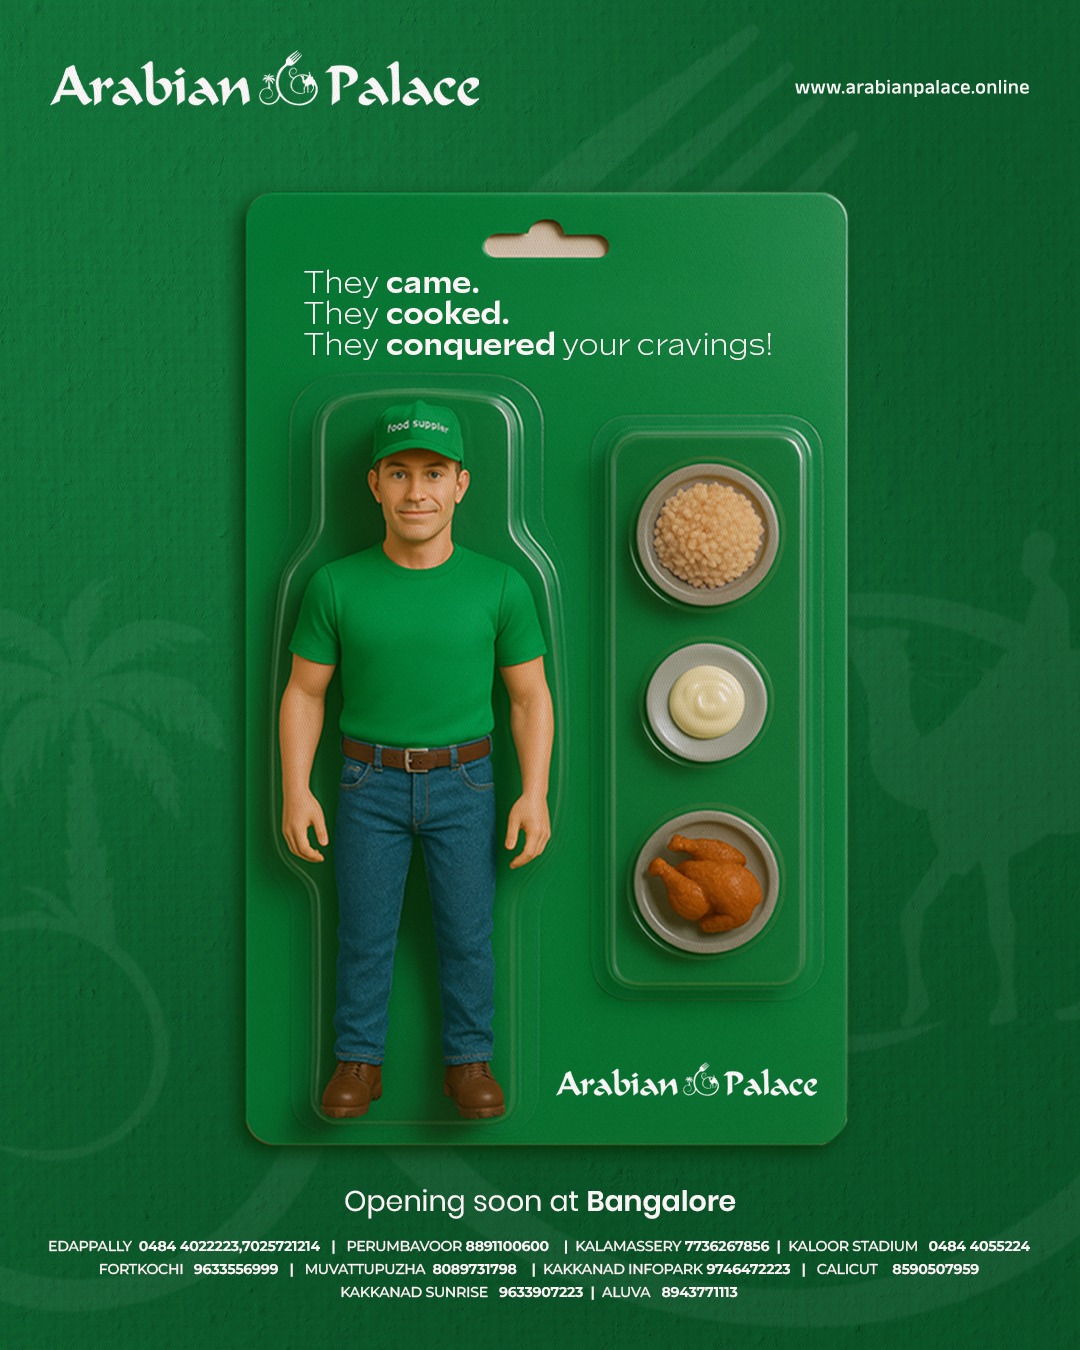 Arabian Palace
www.arabianpalace.online
They came.
They cooked.
They conquered your cravings!
food suppler
Arabian Palace
Opening soon at Bangalore
EDAPPALLY 0484 4022223,7025721214 | PERUMBAVOOR 8891100600 | KALAMASSERY 7736267856 | KALOOR STADIUM 0484 4055224
FORTKOCHI 9633556999 | MUVATTUPUZHA 8089731798 | KAKKANAD INFOPARK 9746472223 | CALICUT 8590507959
KAKKANAD SUNRISE 9633907223 | ALUVA 8943771113